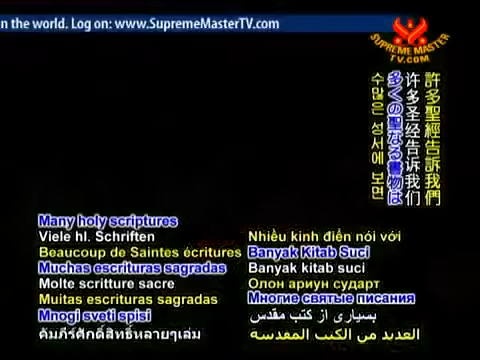 n the world. Log on: www.SupremeMasterTV.com
SUPREME MASTER
TV.COM
許多聖經告訴我們
许多圣经告诉我们
多くの聖なる書物は
수많은 성서에 보면
Many holy scriptures
Viele hl. Schriften
Beaucoup de Saintes écritures
Muchas escrituras sagradas
Molte scritture sacre
Muitas escrituras sagradas
Mnogi sveti spisi
คัมภีร์ศักดิ์สิทธิ์หลายๆเล่ม
Nhiều kinh điển nói với
Banyak Kitab Suci
Banyak kitab suci
Олон ариун сударт
Многие святые писания
بسیاری از کتب مقدس
العديد من الكتب المقدسة